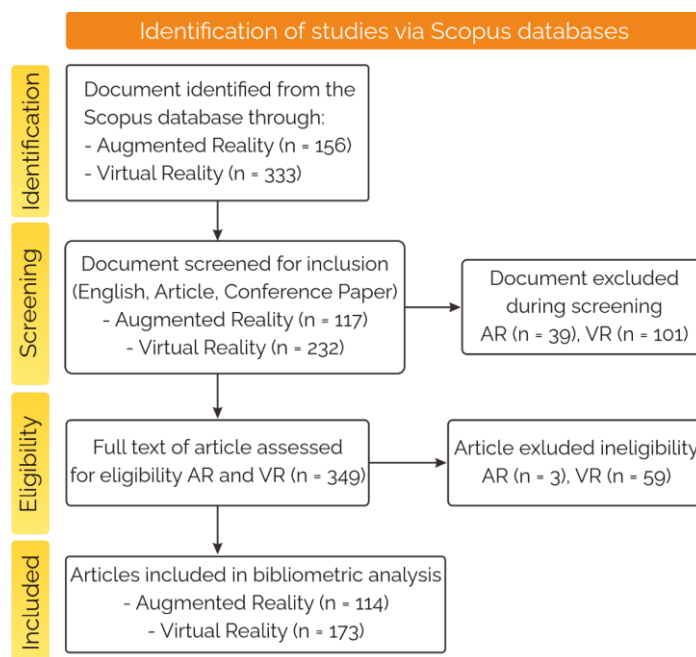 Identification of studies via Scopus databases
Identification
Document identified from the
Scopus database through:
- Augmented Reality (n = 156)
- Virtual Reality (n = 333)
Screening
Document screened for inclusion
(English, Article, Conference Paper)
- Augmented Reality (n = 117)
- Virtual Reality (n = 232)
Document excluded
during screening
AR (n = 39), VR (n = 101)
Eligibility
Full text of article assessed
for eligibility AR and VR (n = 349)
Article exluded ineligibility
AR (n = 3), VR (n = 59)
Included
Articles included in bibliometric analysis
- Augmented Reality (n = 114)
- Virtual Reality (n = 173)